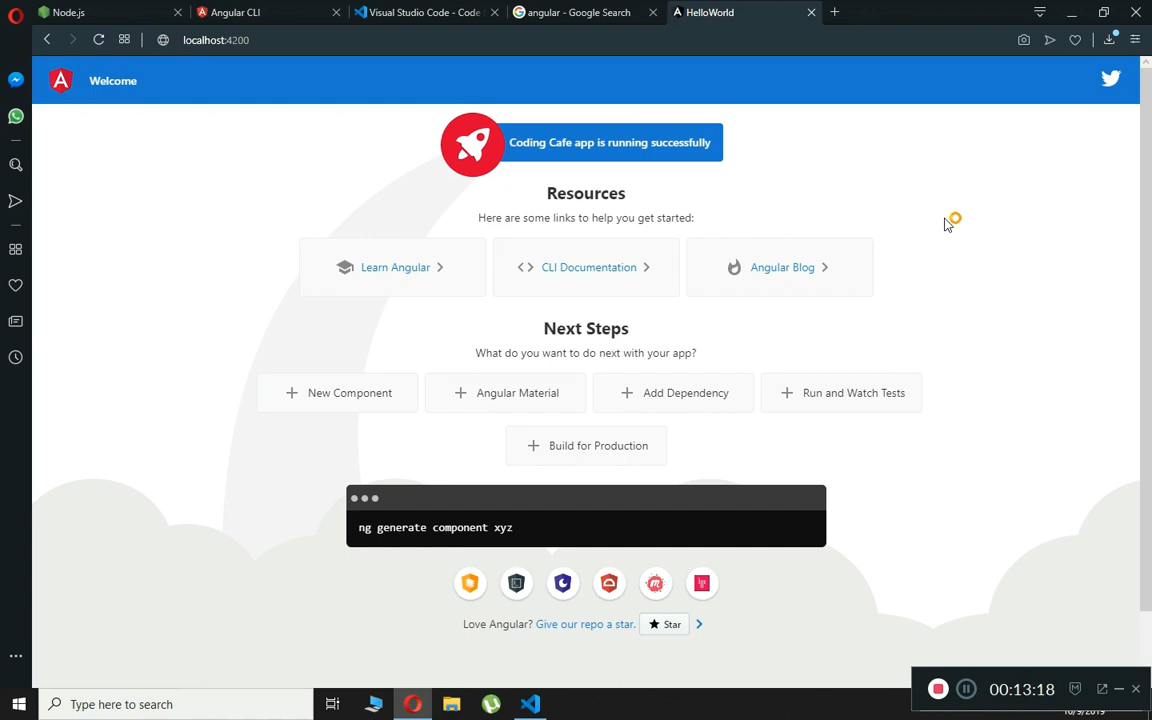 Node.js
Angular CLI
Visual Studio Code - Code
angular - Google Search
HelloWorld
localhost:4200
Welcome
Coding Cafe app is running successfully
Resources
Here are some links to help you get started:
Learn Angular
CLI Documentation
Angular Blog
Next Steps
What do you want to do next with your app?
New Component
Angular Material
Add Dependency
Run and Watch Tests
Build for Production
ng generate component xyz
Love Angular? Give our repo a star. Star
00:13:18
Type here to search
10/9/2019